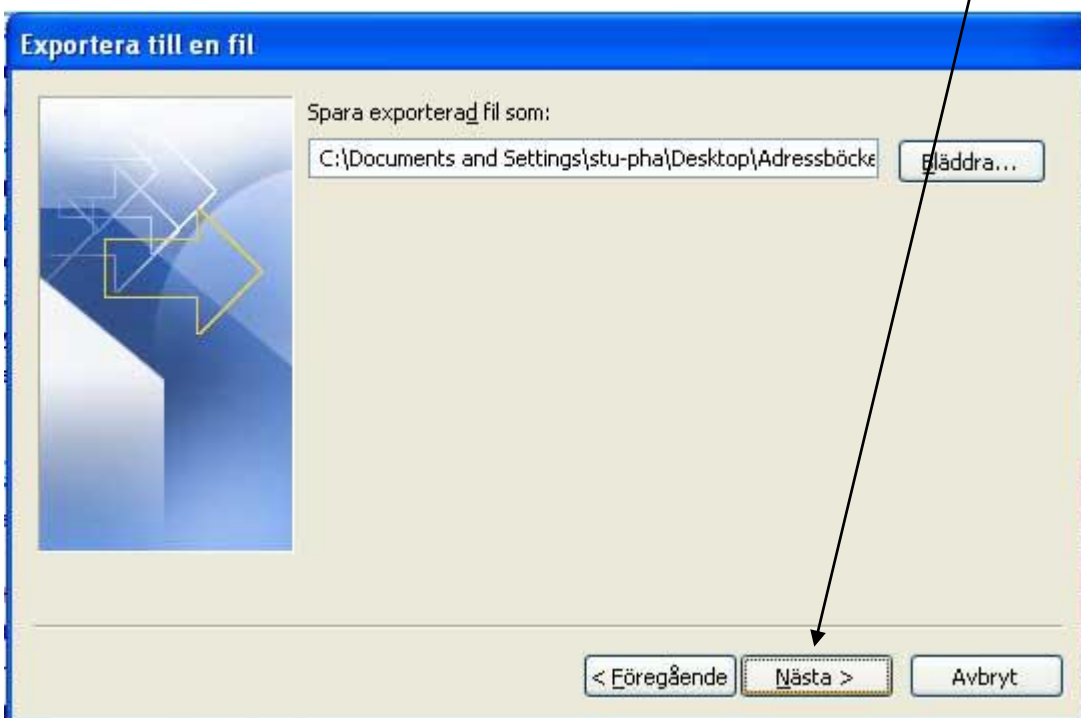 Exportera till en fil
Spara exporterad fil som:
C:\Documents and Settings\stu-pha\Desktop\Adressböcke
Bläddra...
< Föregående
Nästa >
Avbryt